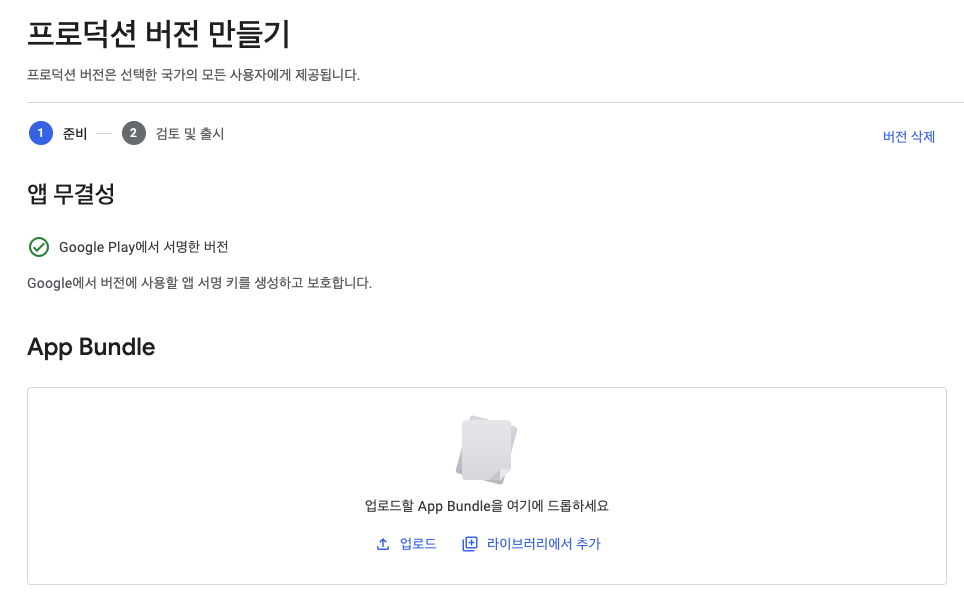 프로덕션 버전 만들기
프로덕션 버전은 선택한 국가의 모든 사용자에게 제공됩니다.
1 준비 2 검토 및 출시
버전 삭제
앱 무결성
Google Play에서 서명한 버전
Google에서 버전에 사용할 앱 서명 키를 생성하고 보호합니다.
App Bundle
업로드할 App Bundle을 여기에 드롭하세요
업로드 라이브러리에서 추가